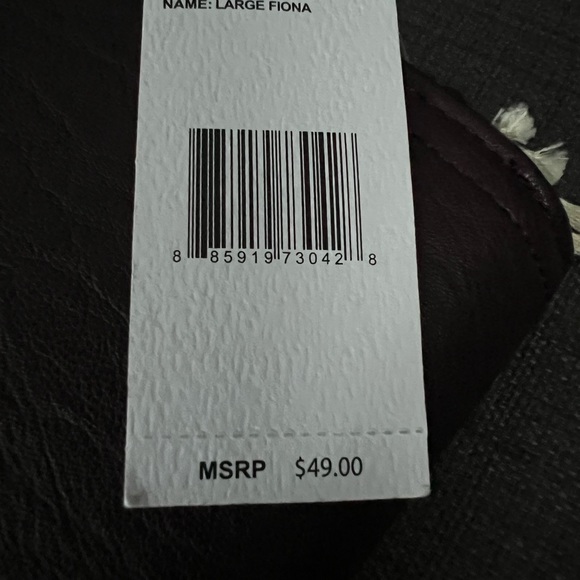 NAME: LARGE FIONA
8 85919 73042 8
MSRP $49.00